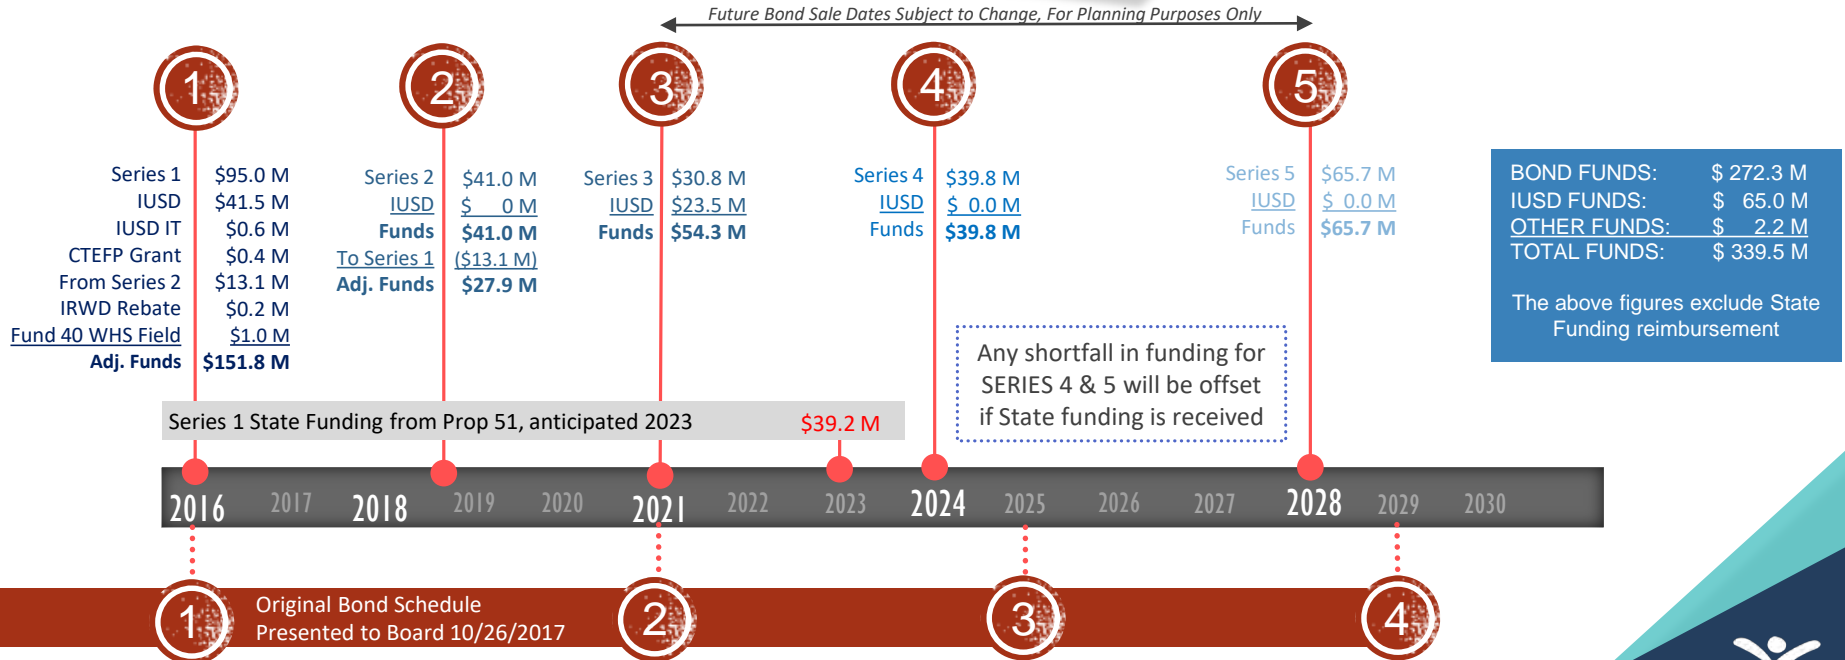 Future Bond Sale Dates Subject to Change, For Planning Purposes Only
1
2
3
4
5
Series 1 $95.0 M
IUSD $41.5 M
IUSD IT $0.6 M
CTEFP Grant $0.4 M
From Series 2 $13.1 M
IRWD Rebate $0.2 M
Fund 40 WHS Field $1.0 M
Adj. Funds $151.8 M
Series 2 $41.0 M
IUSD $ 0 M
Funds $41.0 M
To Series 1 ($13.1 M)
Adj. Funds $27.9 M
Series 3 $30.8 M
IUSD $23.5 M
Funds $54.3 M
Series 4 $39.8 M
IUSD $ 0.0 M
Funds $39.8 M
Series 5 $65.7 M
IUSD $ 0.0 M
Funds $65.7 M
BOND FUNDS: $ 272.3 M
IUSD FUNDS: $ 65.0 M
OTHER FUNDS: $ 2.2 M
TOTAL FUNDS: $ 339.5 M
The above figures exclude State
Funding reimbursement
Any shortfall in funding for
SERIES 4 & 5 will be offset
if State funding is received
Series 1 State Funding from Prop 51, anticipated 2023 $39.2 M
2016 2017 2018 2019 2020 2021 2022 2023 2024 2025 2026 2027 2028 2029 2030
1
Original Bond Schedule
Presented to Board 10/26/2017
2
3
4